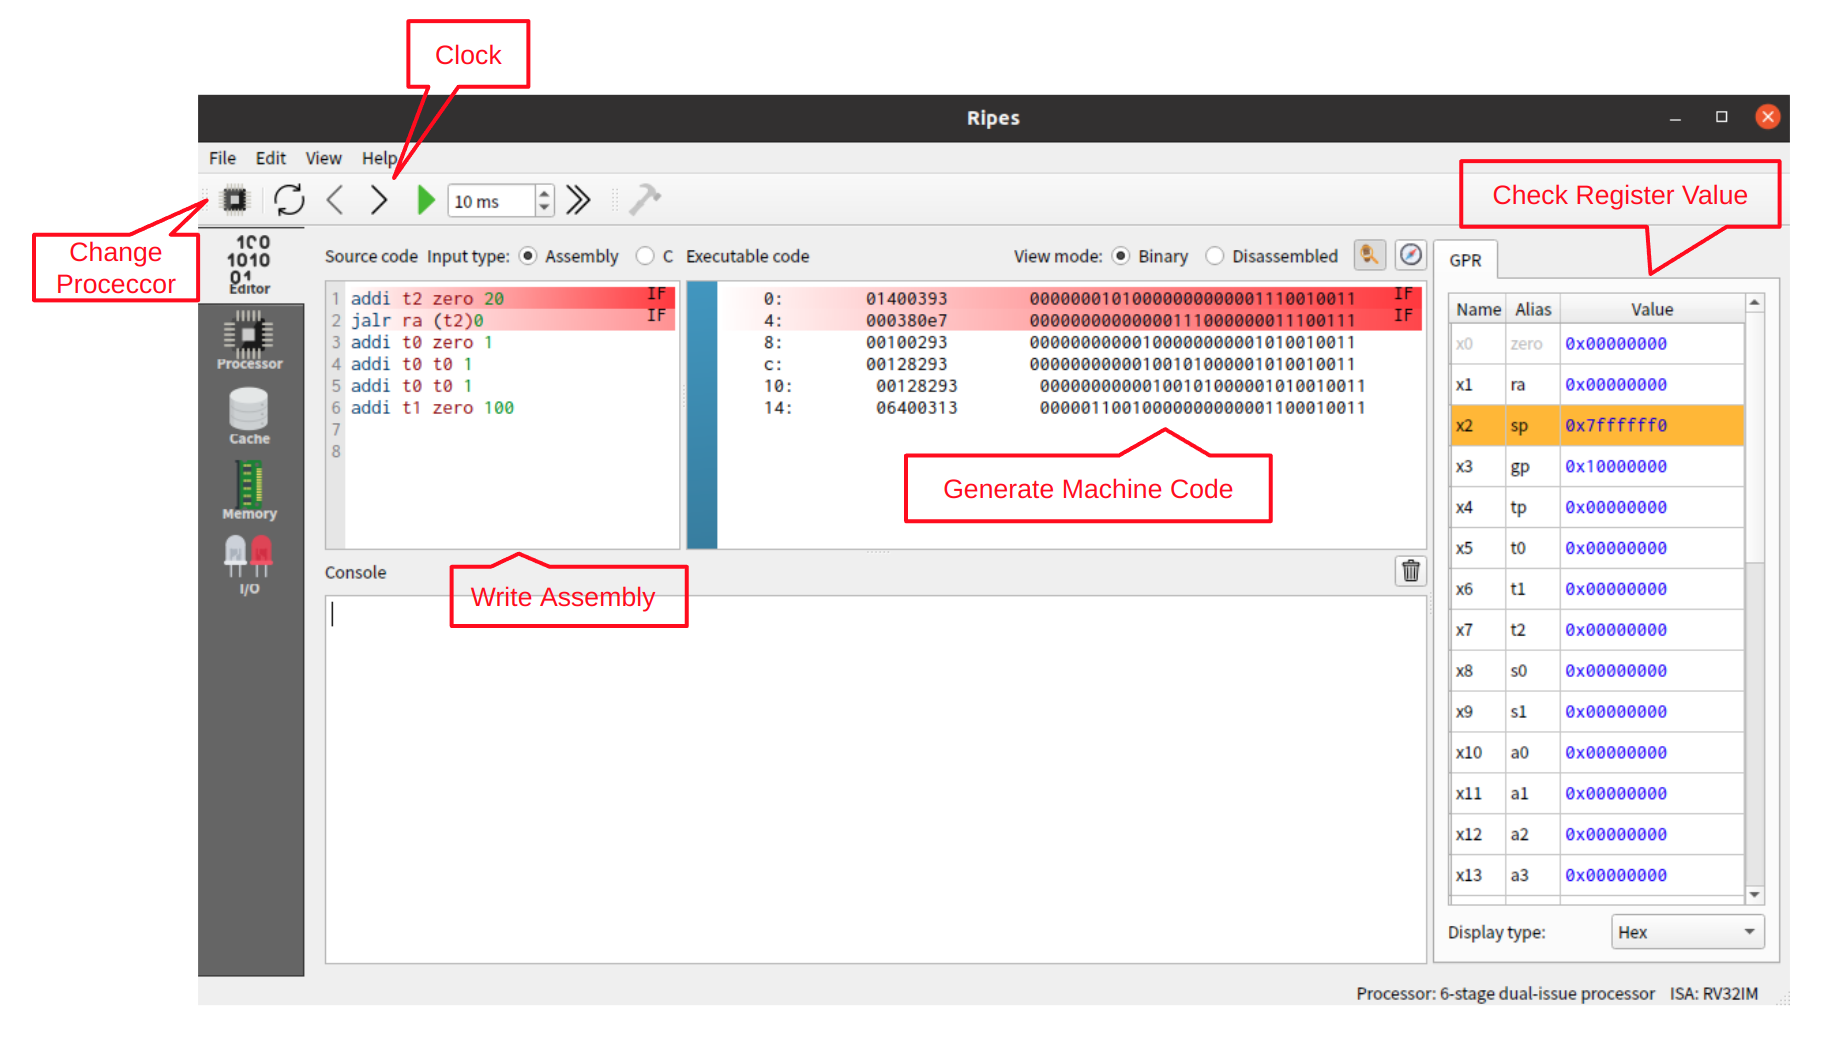 Clock
Ripes
File Edit View Help
10 ms
Check Register Value
Change
Proceccor
Editor
Processor
Cache
Memory
I/O
Source code Input type: Assembly C Executable code View mode: Binary Disassembled
1 addi t2 zero 20 IF
2 jalr ra (t2)0 IF
3 addi t0 zero 1
4 addi t0 t0 1
5 addi t0 t0 1
6 addi t1 zero 100
7
8
0: 01400393 00000001010000000000001110010011 IF
4: 000380e7 00000000000000111000000011100111 IF
8: 00100293 00000000000100000000001010010011
c: 00128293 00000000000100101000001010010011
10: 00128293 00000000000100101000001010010011
14: 06400313 00000110010000000000001100010011
Generate Machine Code
Console
Write Assembly
GPR
Name Alias Value
x0 zero 0x00000000
x1 ra 0x00000000
x2 sp 0x7ffffff0
x3 gp 0x10000000
x4 tp 0x00000000
x5 t0 0x00000000
x6 t1 0x00000000
x7 t2 0x00000000
x8 s0 0x00000000
x9 s1 0x00000000
x10 a0 0x00000000
x11 a1 0x00000000
x12 a2 0x00000000
x13 a3 0x00000000
Display type: Hex
Processor: 6-stage dual-issue processor ISA: RV32IM